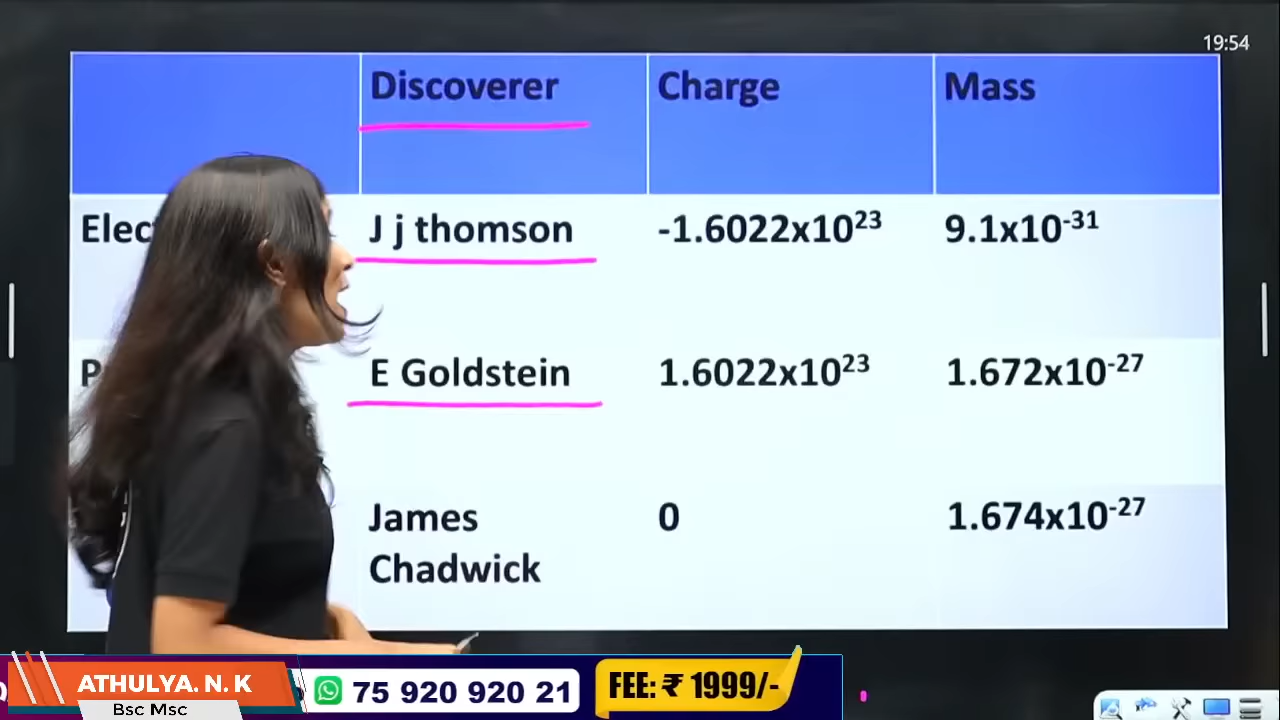 19:54
Discoverer Charge Mass
J j thomson -1.6022x10²³ 9.1x10⁻³¹
E Goldstein 1.6022x10²³ 1.672x10⁻²⁷
James 0 1.674x10⁻²⁷
Chadwick
ATHULYA. N. K
Bsc Msc
75 920 920 21
FEE: ₹ 1999/-